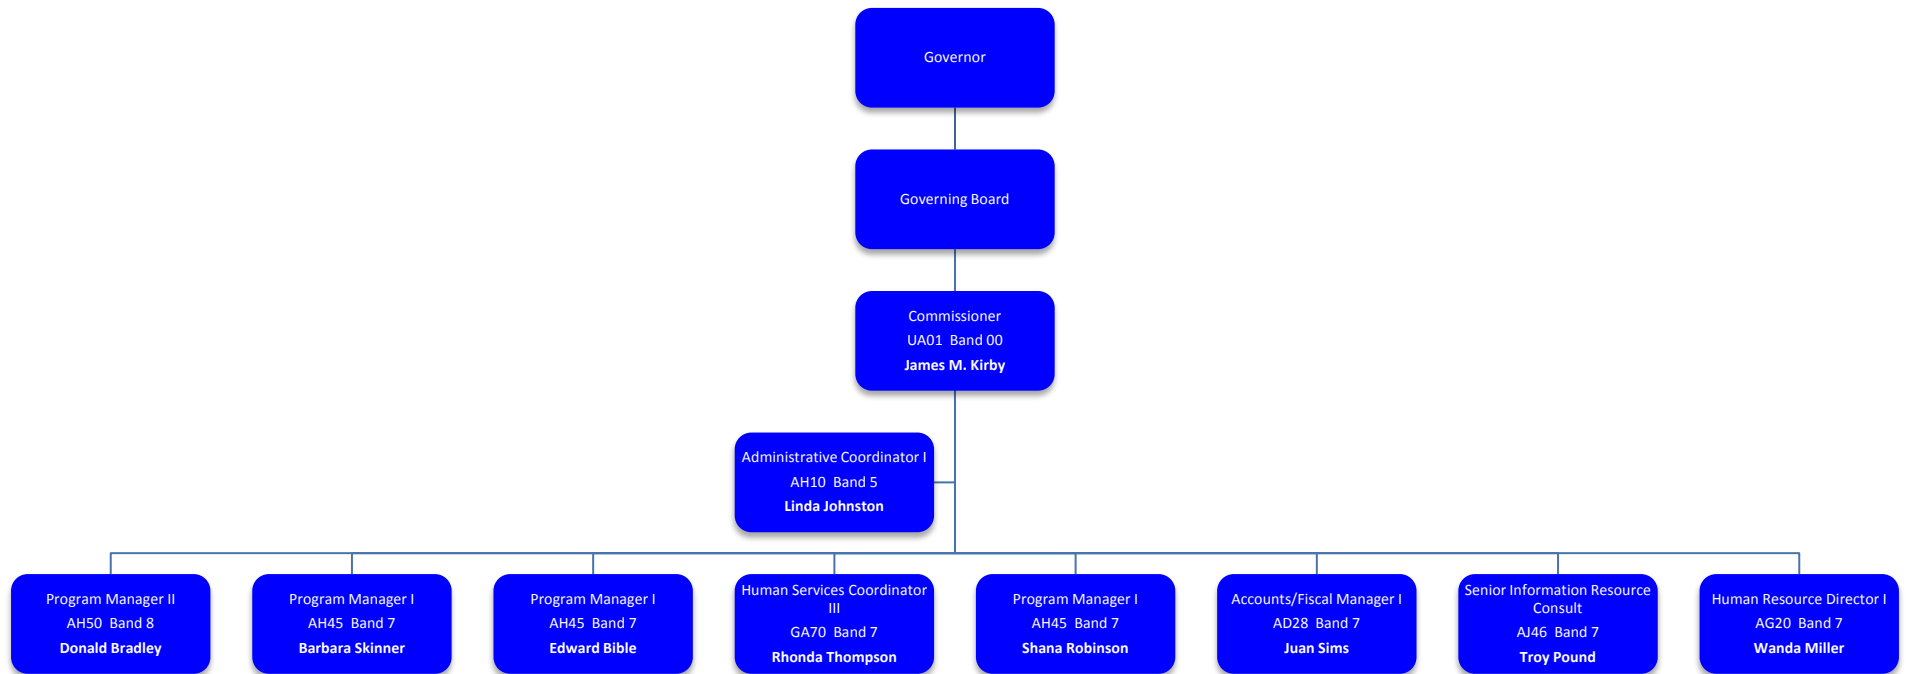 Governor
Governing Board
Commissioner
UA01 Band 00
James M. Kirby
Administrative Coordinator I
AH10 Band 5
Linda Johnston
Program Manager II
AH50 Band 8
Donald Bradley
Program Manager I
AH45 Band 7
Barbara Skinner
Program Manager I
AH45 Band 7
Edward Bible
Human Services Coordinator
III
GA70 Band 7
Rhonda Thompson
Program Manager I
AH45 Band 7
Shana Robinson
Accounts/Fiscal Manager I
AD28 Band 7
Juan Sims
Senior Information Resource
Consult
AJ46 Band 7
Troy Pound
Human Resource Director I
AG20 Band 7
Wanda Miller